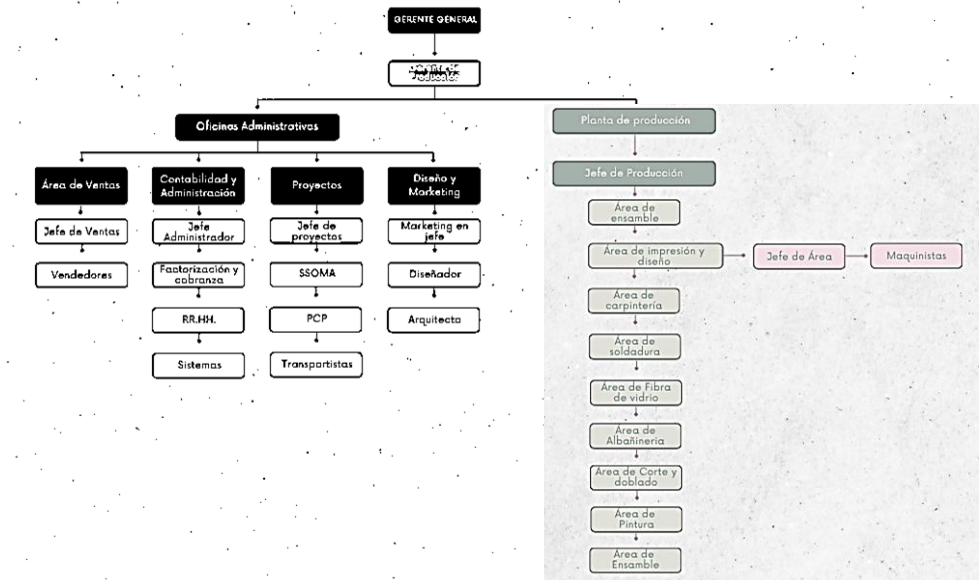 GERENTE GENERAL
Oficinas Administrativas
Planta de producción
Área de Ventas
Contabilidad y
Administración
Proyectos
Diseño y
Marketing
Jefe de Producción
Jefe de Ventas
Jefe
Administrador
Jefe de
proyectos
Marketing en
jefe
Área de
ensamble
Vendedores
Factorización y
cobranza
SSOMA
Diseñador
Área de impresión y
diseño
Jefe de Área
Maquinistas
RR.HH.
PCP
Arquitecto
Área de
carpintería
Sistemas
Transportistas
Área de
soldadura
Área de Fibra
de vidrio
Área de
Albañineria
Área de Corte y
doblado
Área de
Pintura
Área de
Ensamble